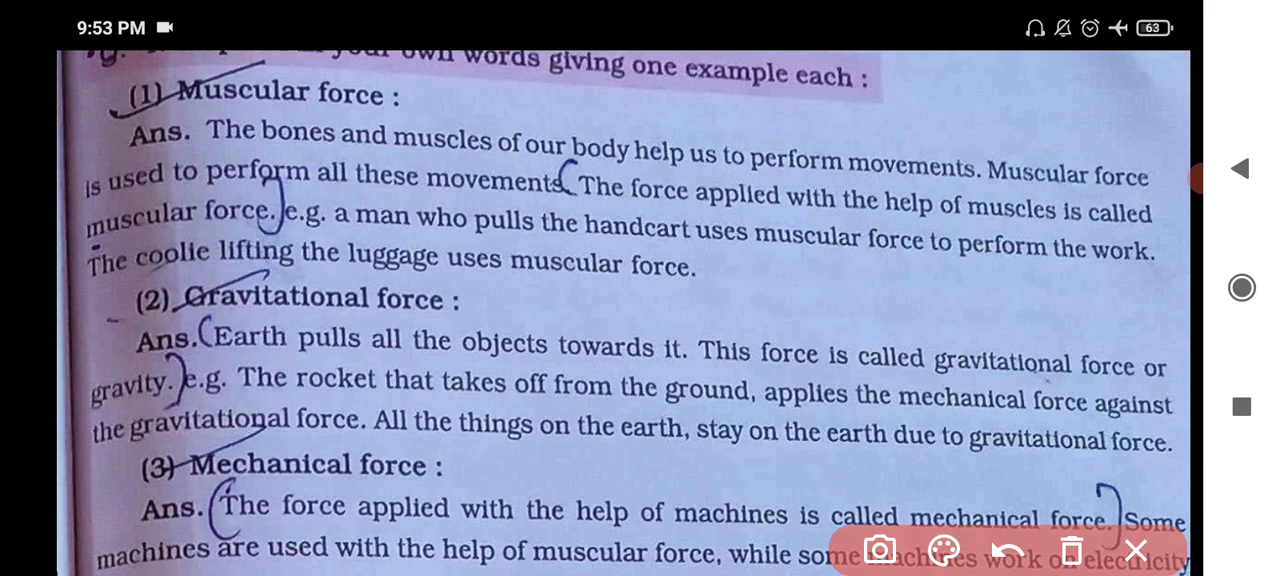 9:53 PM
63
your own words giving one example each :
(1) Muscular force :
Ans. The bones and muscles of our body help us to perform movements. Muscular force
is used to perform all these movements. The force applied with the help of muscles is called
muscular force. e.g. a man who pulls the handcart uses muscular force to perform the work.
The coolie lifting the luggage uses muscular force.
(2) Gravitational force :
Ans. Earth pulls all the objects towards it. This force is called gravitational force or
gravity. e.g. The rocket that takes off from the ground, applies the mechanical force against
the gravitational force. All the things on the earth, stay on the earth due to gravitational force.
(3) Mechanical force :
Ans. The force applied with the help of machines is called mechanical force. Some
machines are used with the help of muscular force, while some machines work on electricity